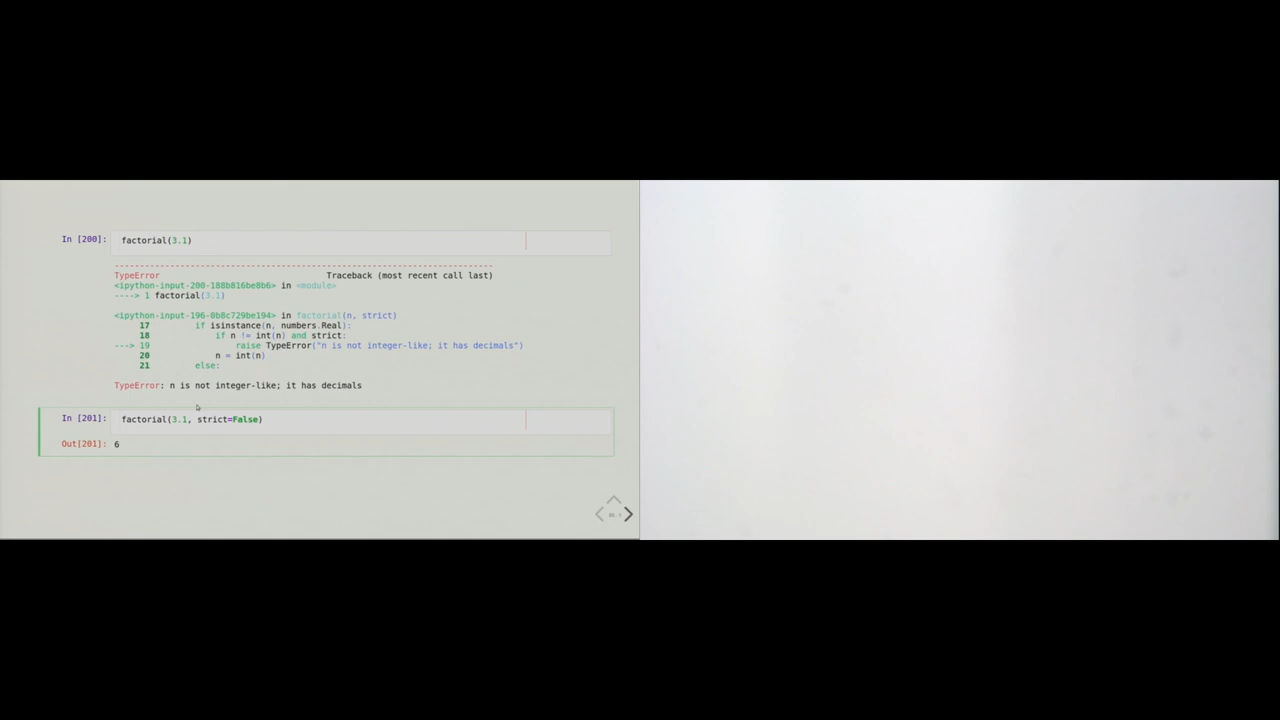 In [200]: factorial(3.1)
---------------------------------------------------------------------------
TypeError                                 Traceback (most recent call last)
<ipython-input-200-188b816be8b6> in <module>
----> 1 factorial(3.1)
<ipython-input-196-0b8c729be194> in factorial(n, strict)
17         if isinstance(n, numbers.Real):
18             if n != int(n) and strict:
---> 19                 raise TypeError("n is not integer-like; it has decimals")
20             n = int(n)
21         else:
TypeError: n is not integer-like; it has decimals
In [201]: factorial(3.1, strict=False)
Out[201]: 6